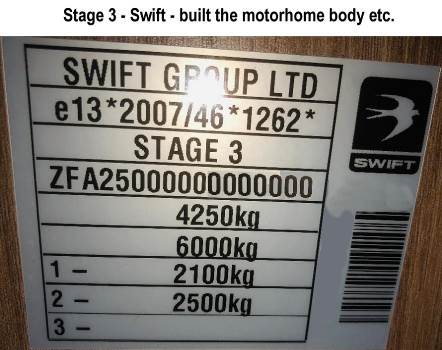 Stage 3 - Swift - built the motorhome body etc.
SWIFT GROUP LTD
e13*2007/46*1262*
STAGE 3
ZFA25000000000000
4250kg
6000kg
1 - 2100kg
2 - 2500kg
3 -
SWIFT